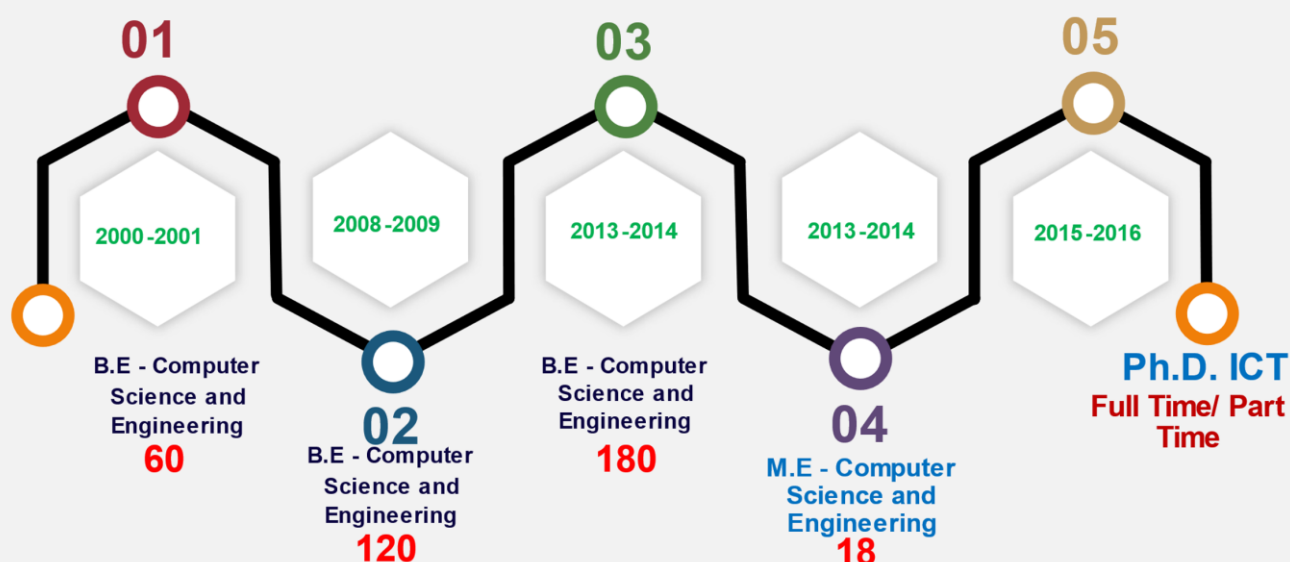 01
2000-2001
B.E - Computer
Science and
Engineering
60
2008-2009
02
B.E - Computer
Science and
Engineering
120
03
2013-2014
B.E - Computer
Science and
Engineering
180
2013-2014
04
M.E - Computer
Science and
Engineering
18
05
2015-2016
Ph.D. ICT
Full Time/ Part
Time